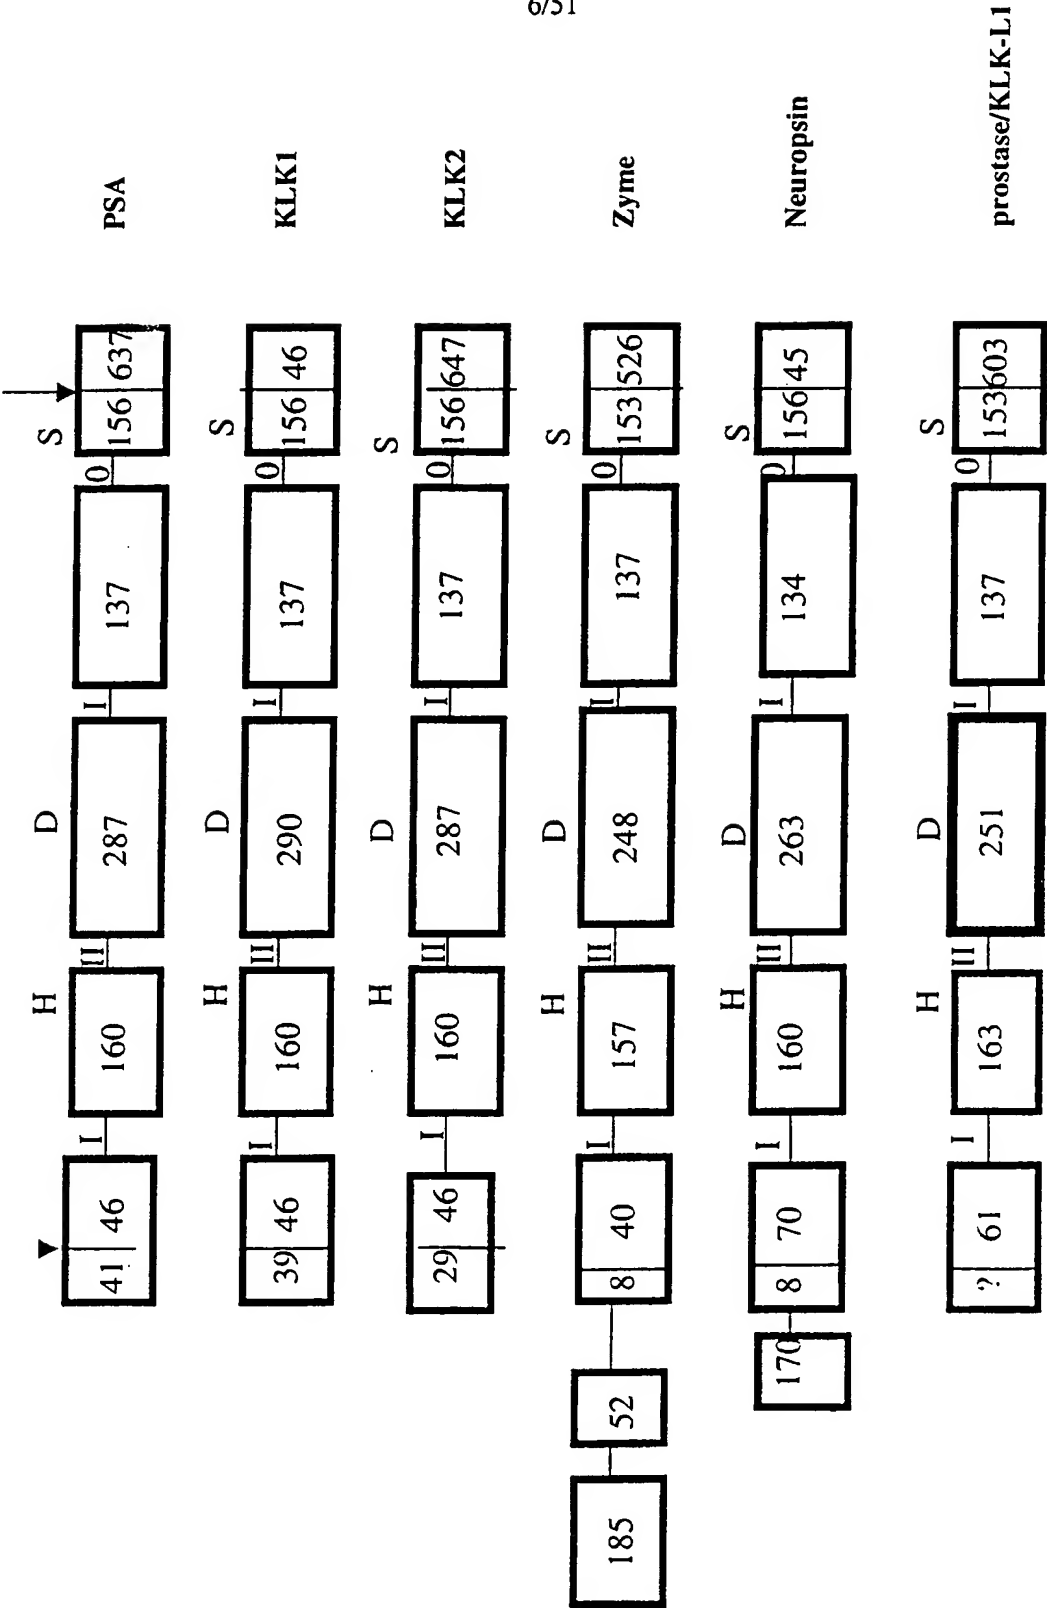 6/51
H D S
41 46 I 160 II 287 I 137 0 156 637 PSA
H D S
39 46 I 160 II 290 I 137 0 156 46 KLK1
H D S
29 46 I 160 II 287 I 137 0 156 647 KLK2
H D S
185 52 8 40 I 157 II 248 I 137 0 153 526 Zyme
H D S
170 8 70 I 160 II 263 I 134 0 156 45 Neuropsin
H D S
? 61 I 163 II 251 I 137 0 153 603 prostase/KLK-L1